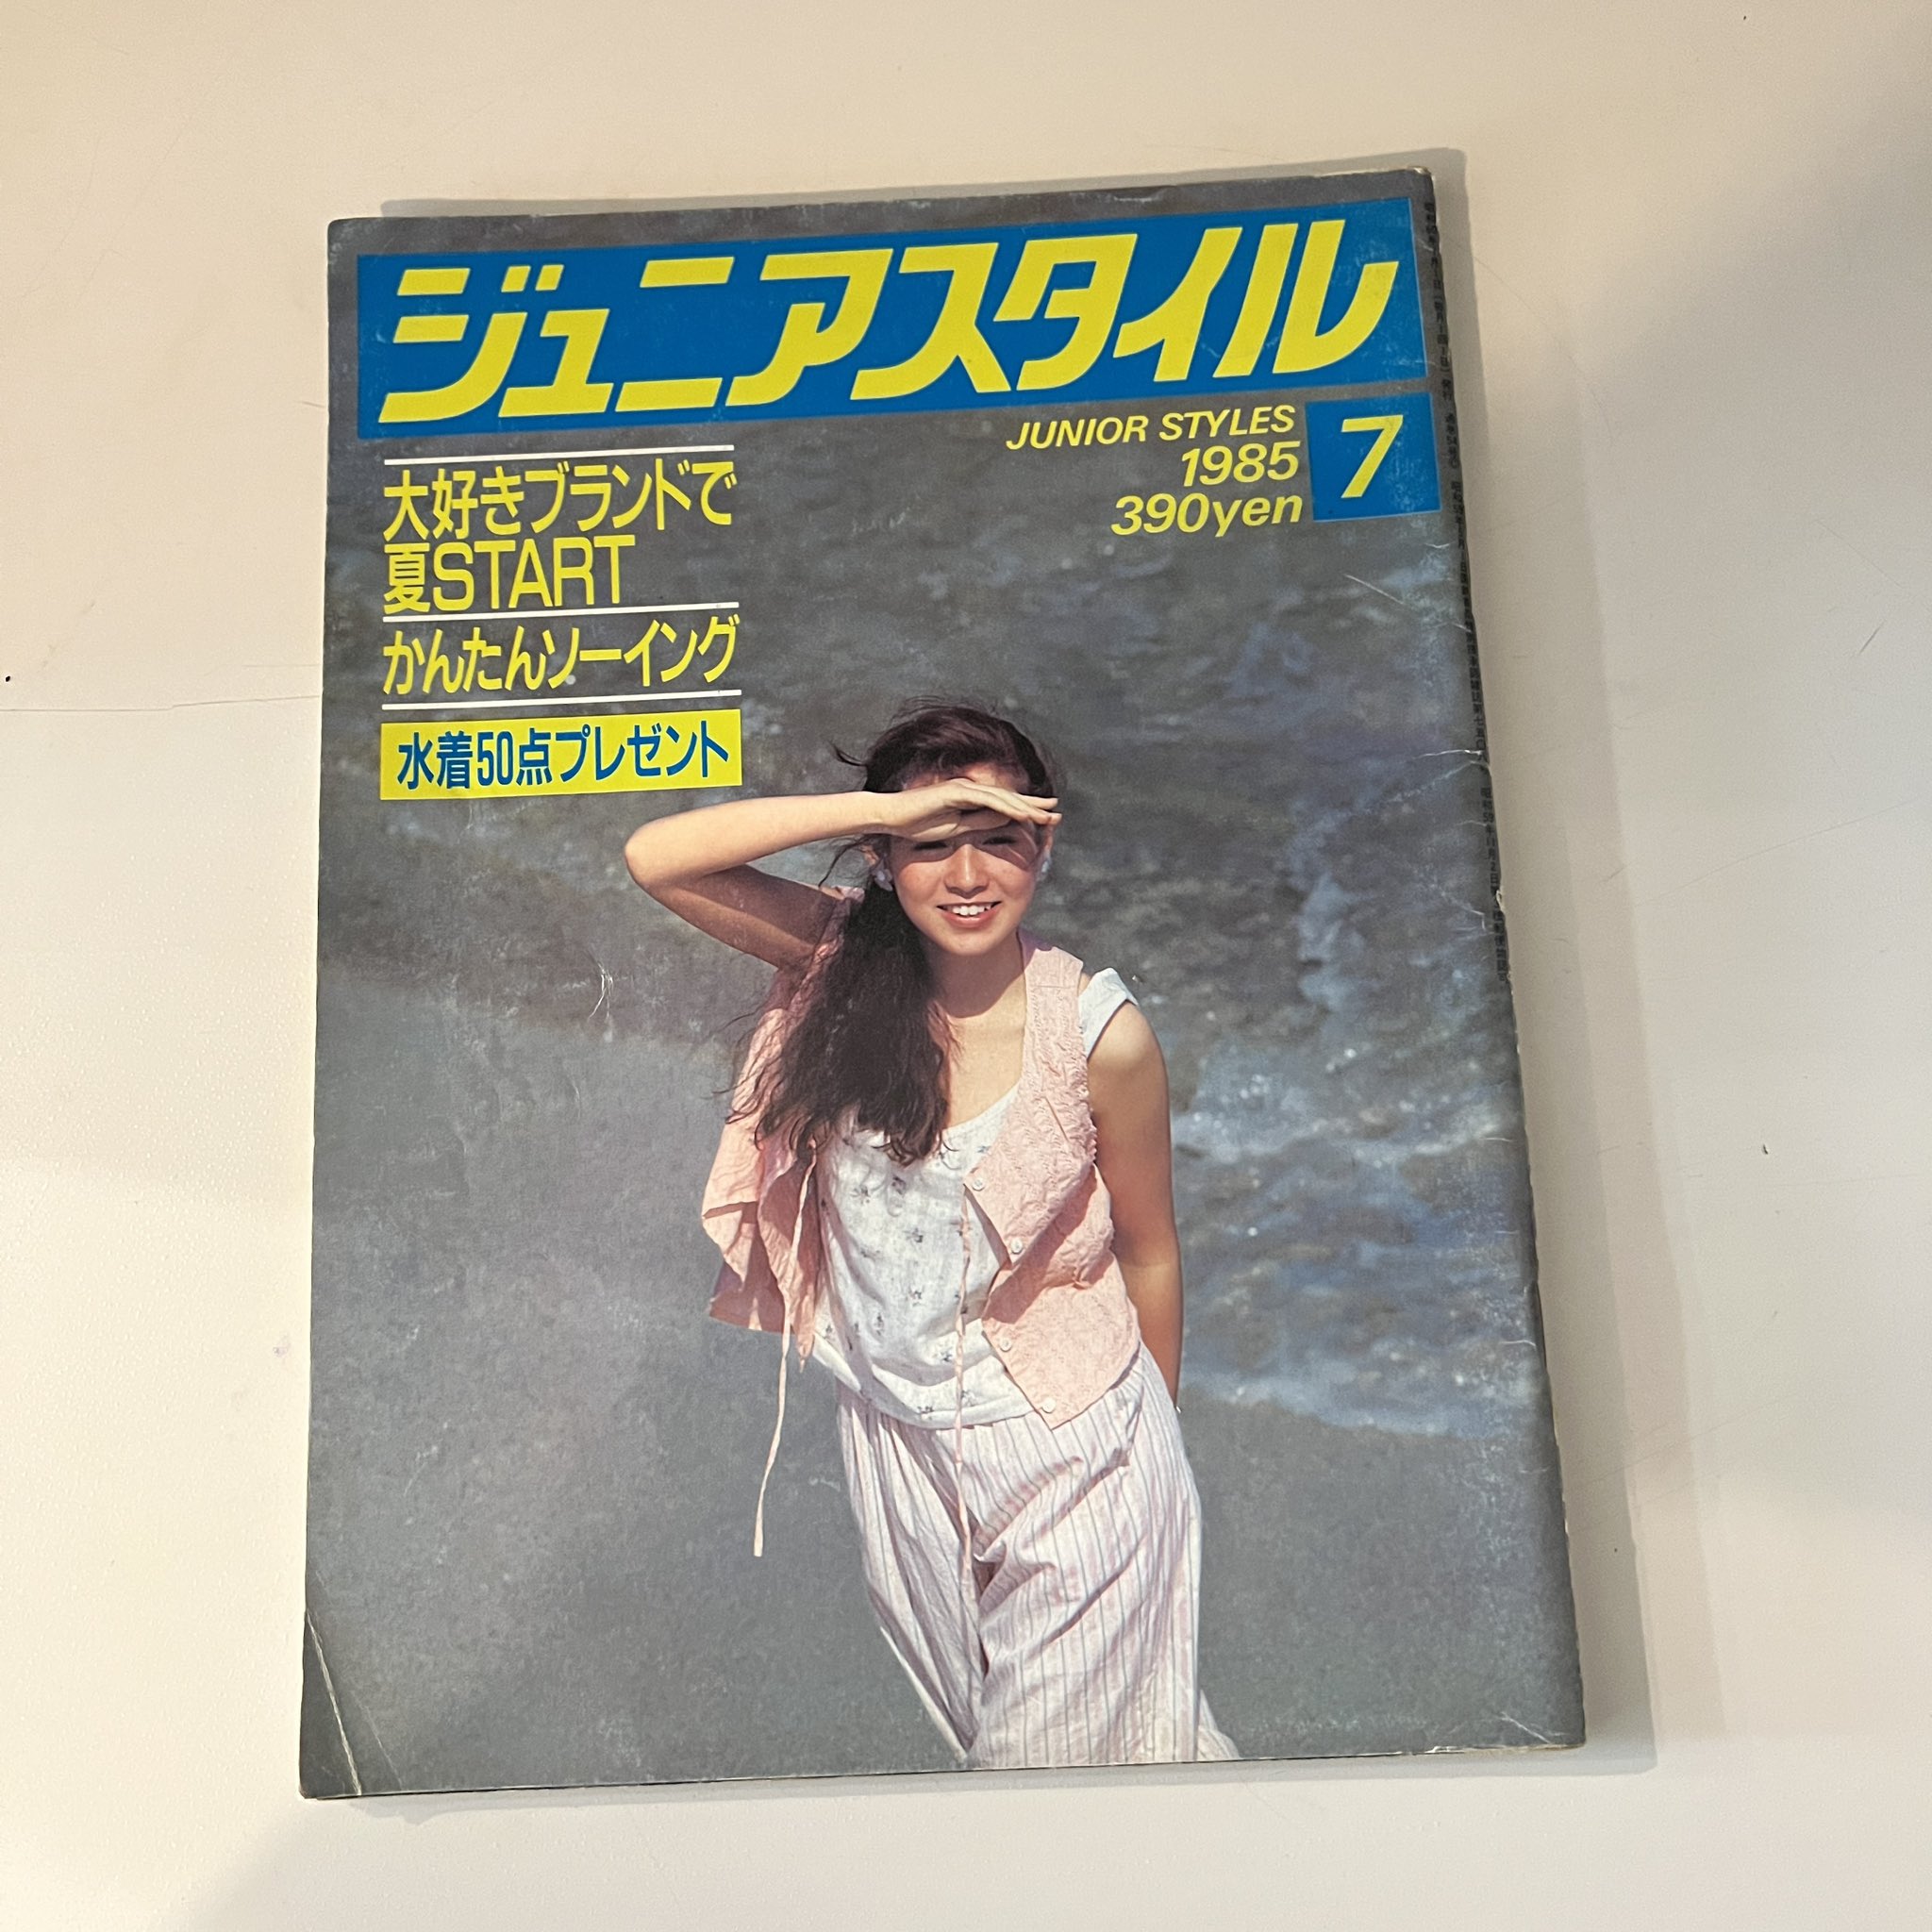 ジュニアスタイル
JUNIOR STYLES
1985
390yen
7
大好きブランドで
夏START
かんたんソーイング
水着50点プレゼント